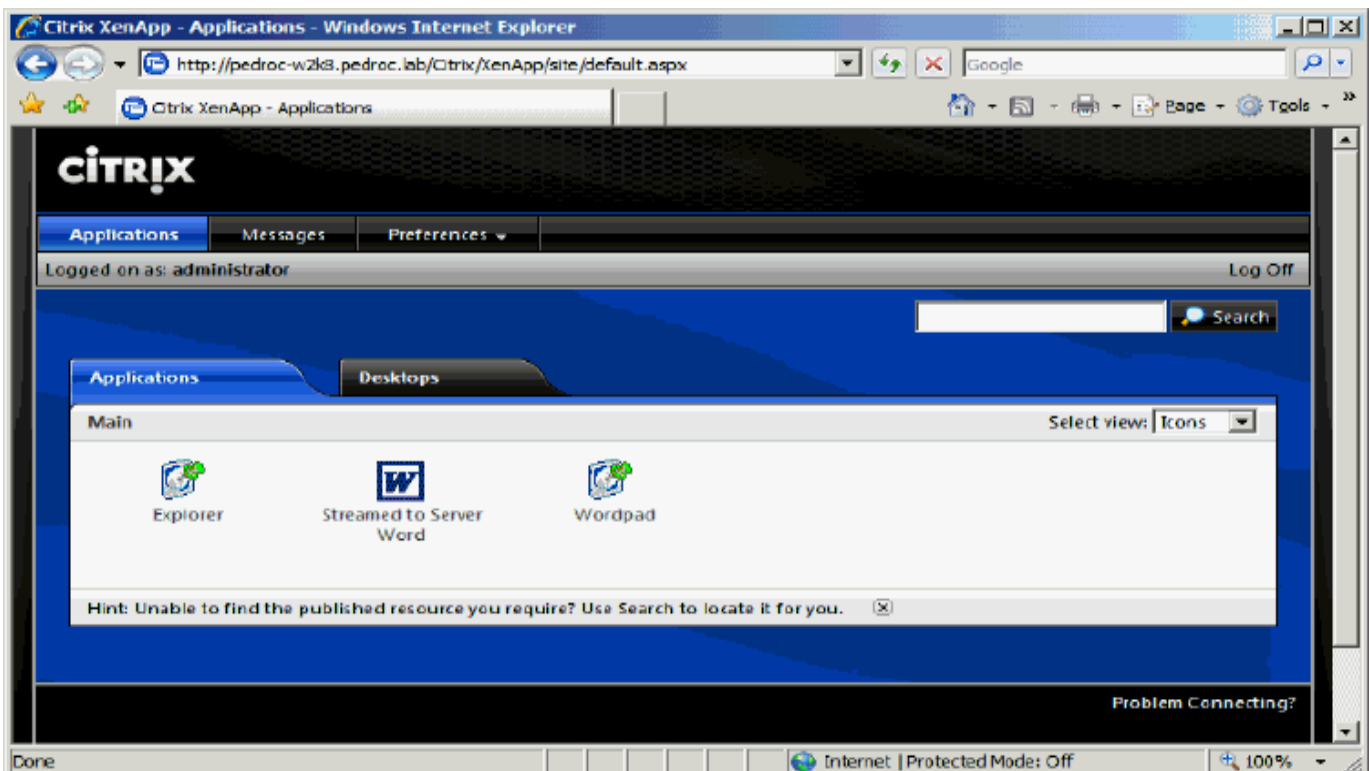 Citrix XenApp - Applications - Windows Internet Explorer
http://pedroc-w2k8.pedroc.lab/Citrix/XenApp/site/default.aspx
Google
Citrix XenApp - Applications
Page
Tools
CİTRIX
Applications Messages Preferences
Logged on as: administrator
Log Off
Search
Applications
Desktops
Main
Select view: Icons
Explorer
Streamed to Server
Word
Wordpad
Hint: Unable to find the published resource you require? Use Search to locate it for you.
Problem Connecting?
Done
Internet | Protected Mode: Off
100%